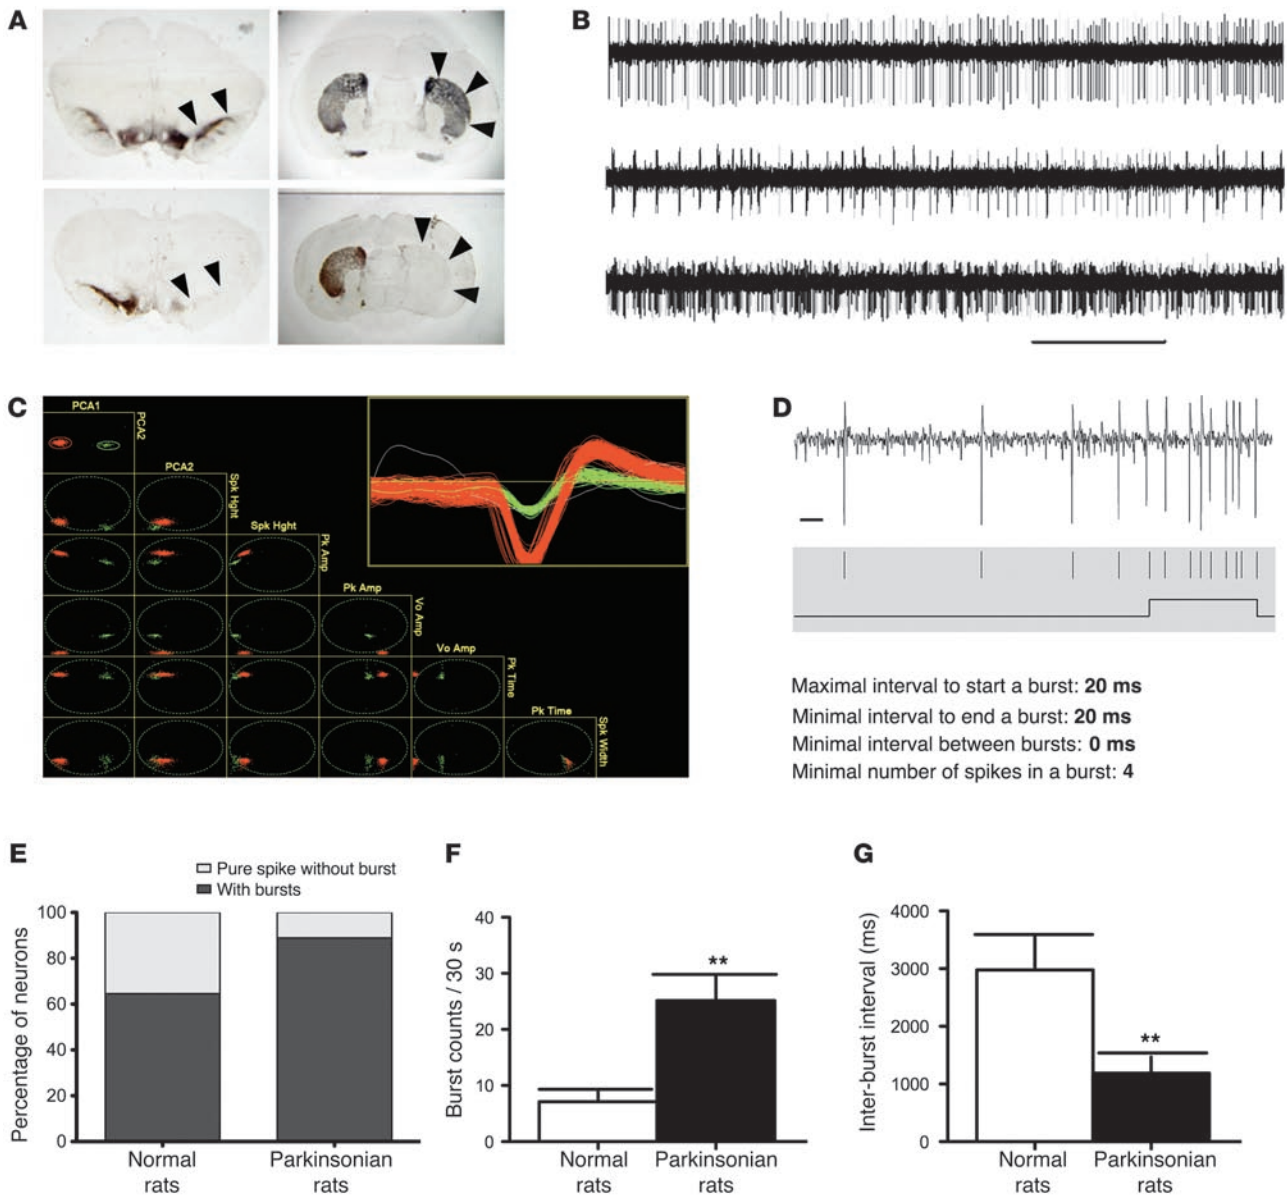 A
B
C
PCA1
PCA2
PCA2
Spk Hght
Spk Hght
Pk Amp
Pk Amp
Vo Amp
Vo Amp
Pk Time
Pk Time
Spk Width
D
Maximal interval to start a burst: 20 ms
Minimal interval to end a burst: 20 ms
Minimal interval between bursts: 0 ms
Minimal number of spikes in a burst: 4
E
Pure spike without burst
With bursts
Percentage of neurons
100
80
60
40
20
0
Normal
rats
Parkinsonian
rats
F
Burst counts / 30 s
40
30
20
10
0
**
Normal
rats
Parkinsonian
rats
G
Inter-burst interval (ms)
4000
3000
2000
1000
0
**
Normal
rats
Parkinsonian
rats